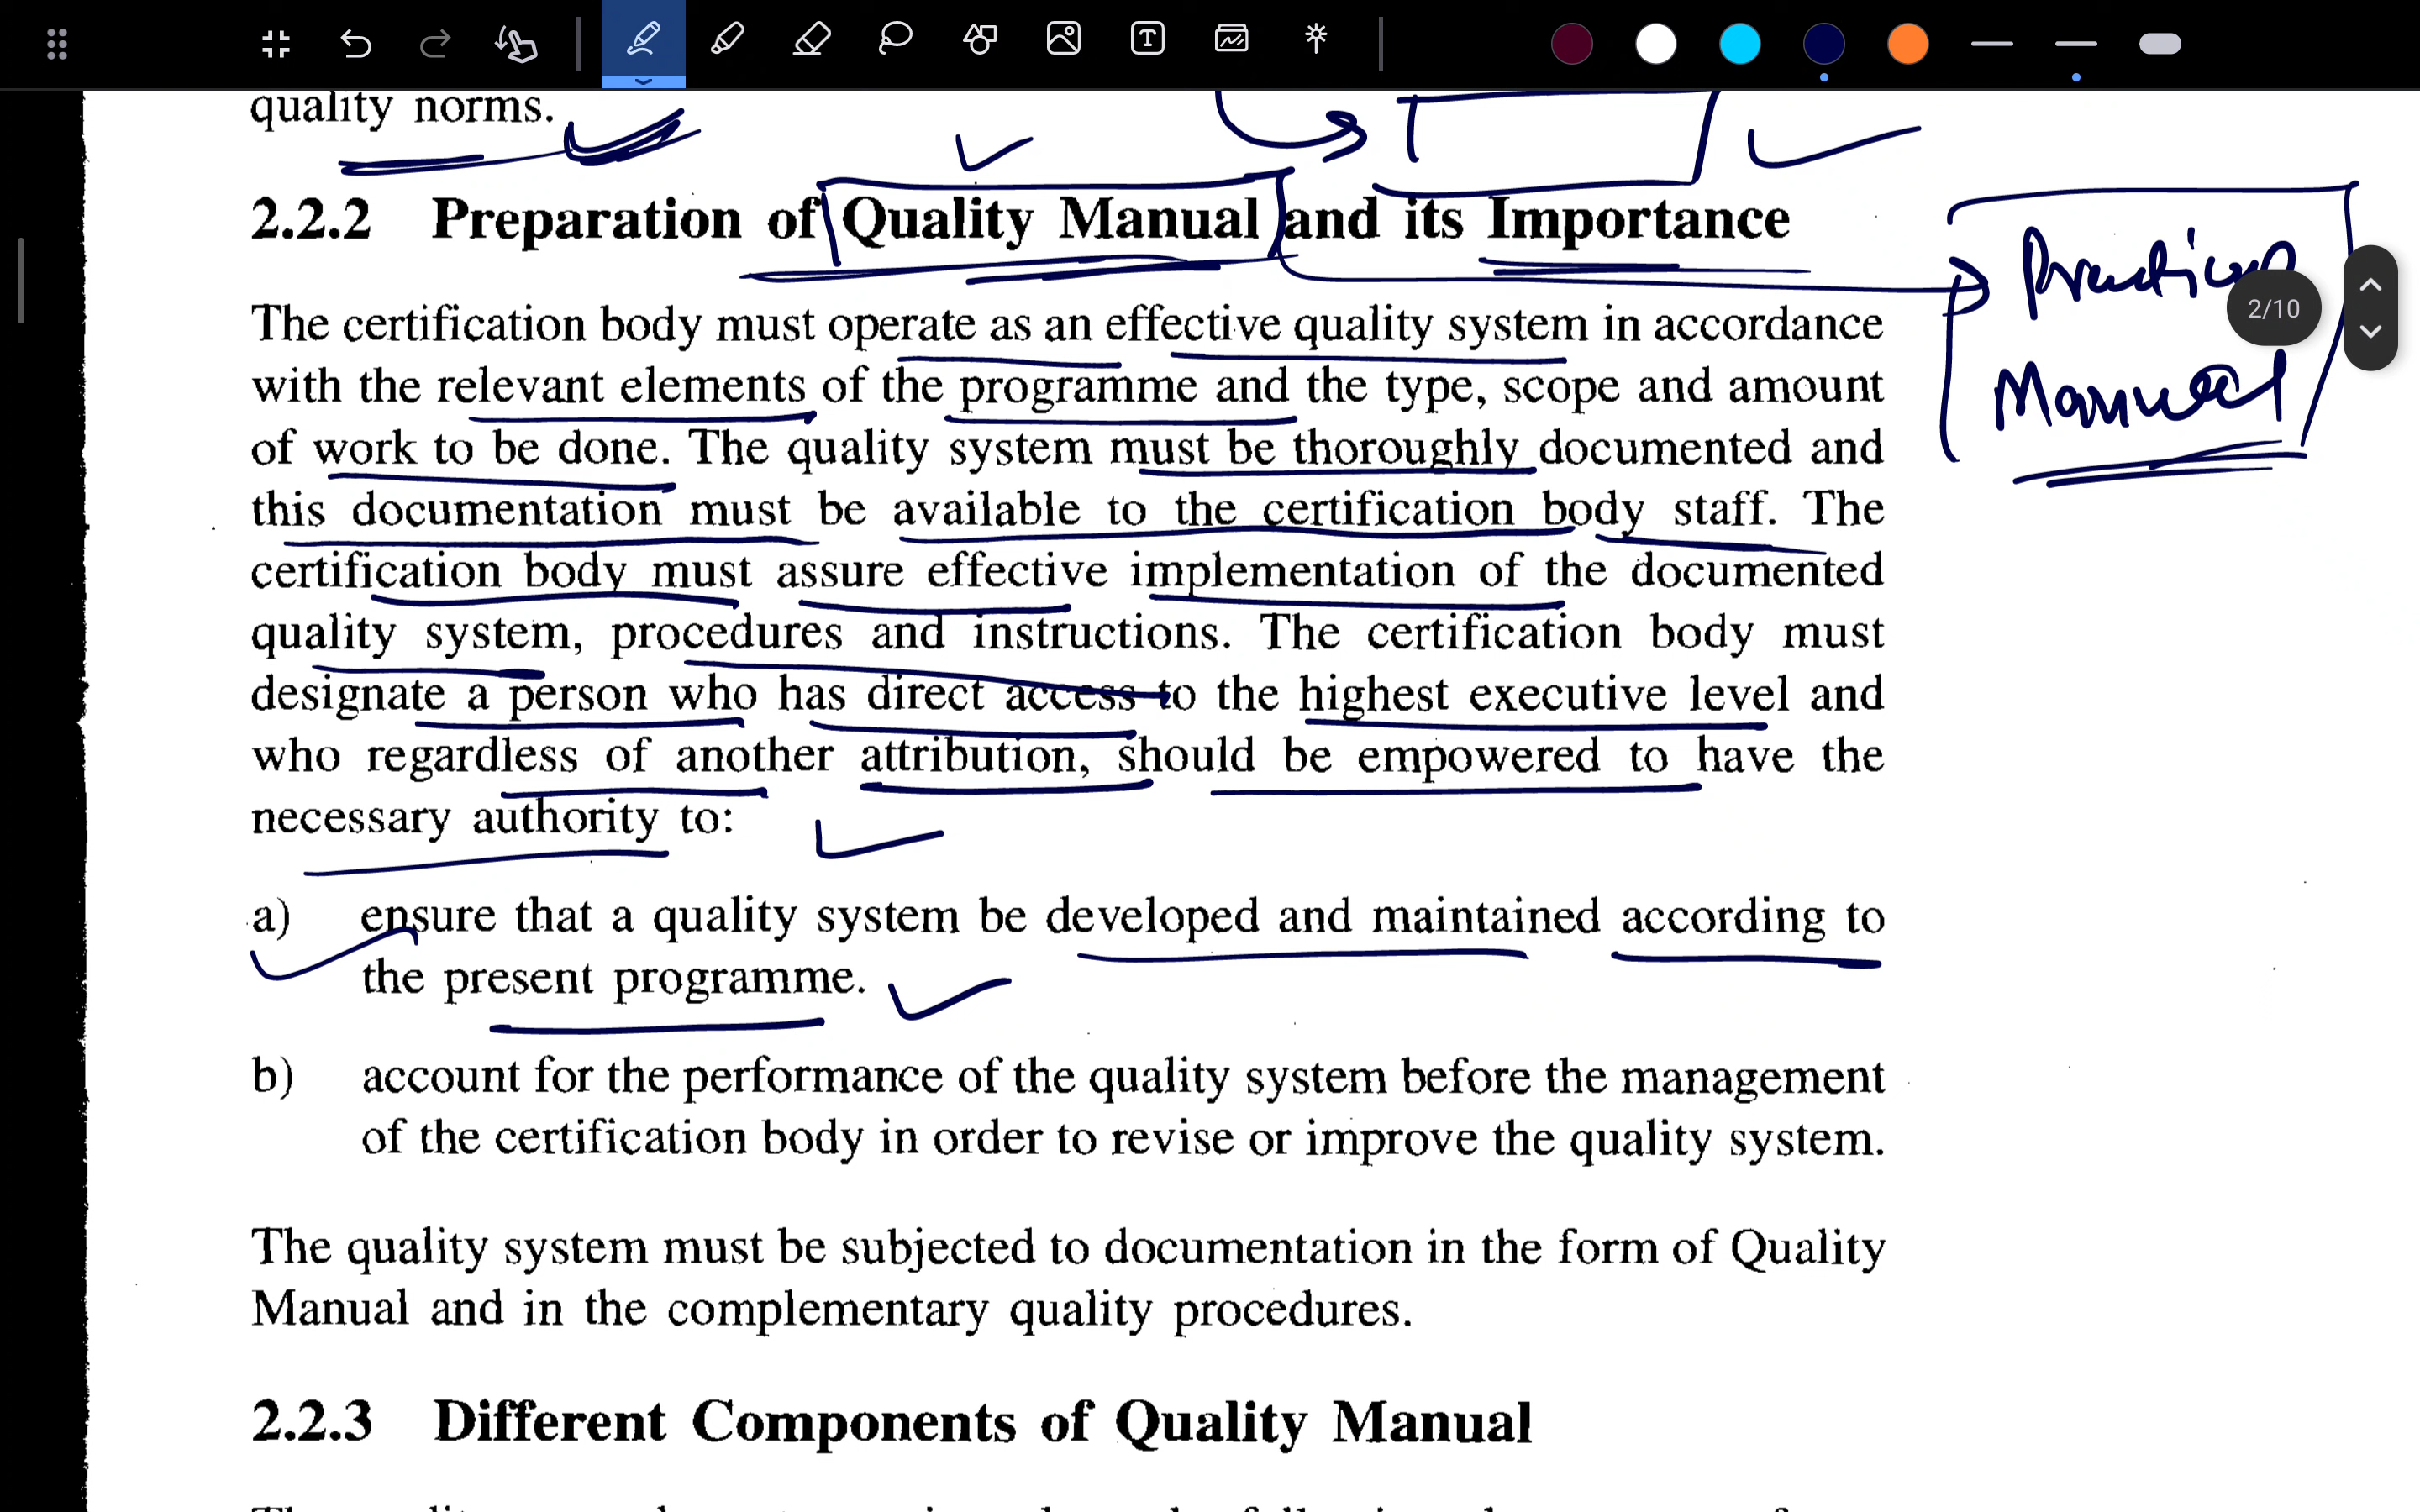 quality norms.
2.2.2 Preparation of Quality Manual and its Importance
Manual
2/10
The certification body must operate as an effective quality system in accordance
with the relevant elements of the programme and the type, scope and amount
of work to be done. The quality system must be thoroughly documented and
this documentation must be available to the certification body staff. The
certification body must assure effective implementation of the documented
quality system, procedures and instructions. The certification body must
designate a person who has direct access to the highest executive level and
who regardless of another attribution, should be empowered to have the
necessary authority to:
a) ensure that a quality system be developed and maintained according to
the present programme.
b) account for the performance of the quality system before the management
of the certification body in order to revise or improve the quality system.
The quality system must be subjected to documentation in the form of Quality
Manual and in the complementary quality procedures.
2.2.3 Different Components of Quality Manual